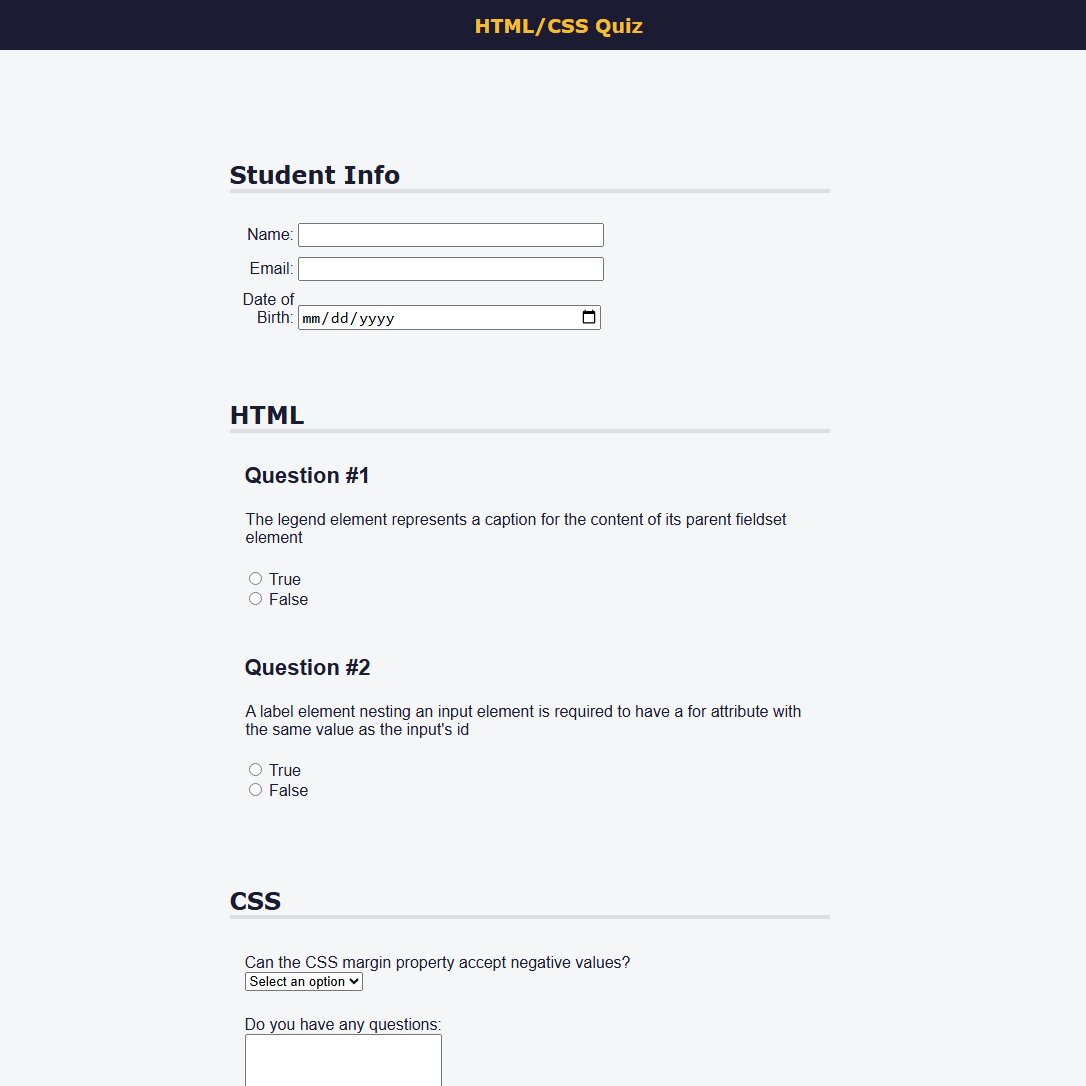 HTML/CSS Quiz
Student Info
Name:
Email:
Date of
Birth:
mm/dd/yyyy
HTML
Question #1
The legend element represents a caption for the content of its parent fieldset
element
True
False
Question #2
A label element nesting an input element is required to have a for attribute with
the same value as the input's id
True
False
CSS
Can the CSS margin property accept negative values?
Select an option
Do you have any questions: